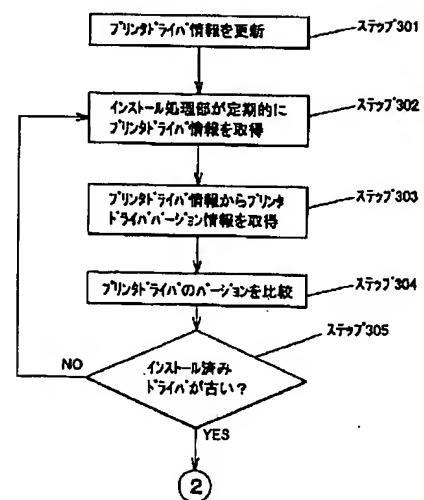 プリンタドライバ情報を更新
ステップ301
インストール処理部が定期的に
プリンタドライバ情報を取得
ステップ302
プリンタドライバ情報からプリンタ
ドライババージョン情報を取得
ステップ303
プリンタドライバのバージョンを比較
ステップ304
ステップ305
NO
インストール済み
ドライバが古い?
YES
2